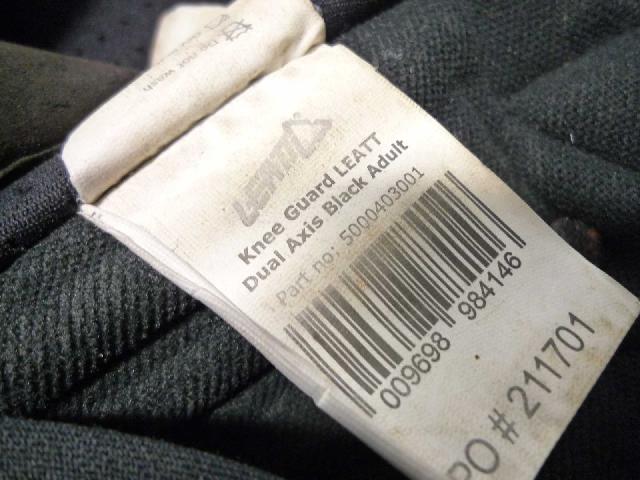 Do not wash
LEATT
Knee Guard LEATT
Dual Axis Black Adult
Part no: 5000403001
009698 984146
PO # 211701